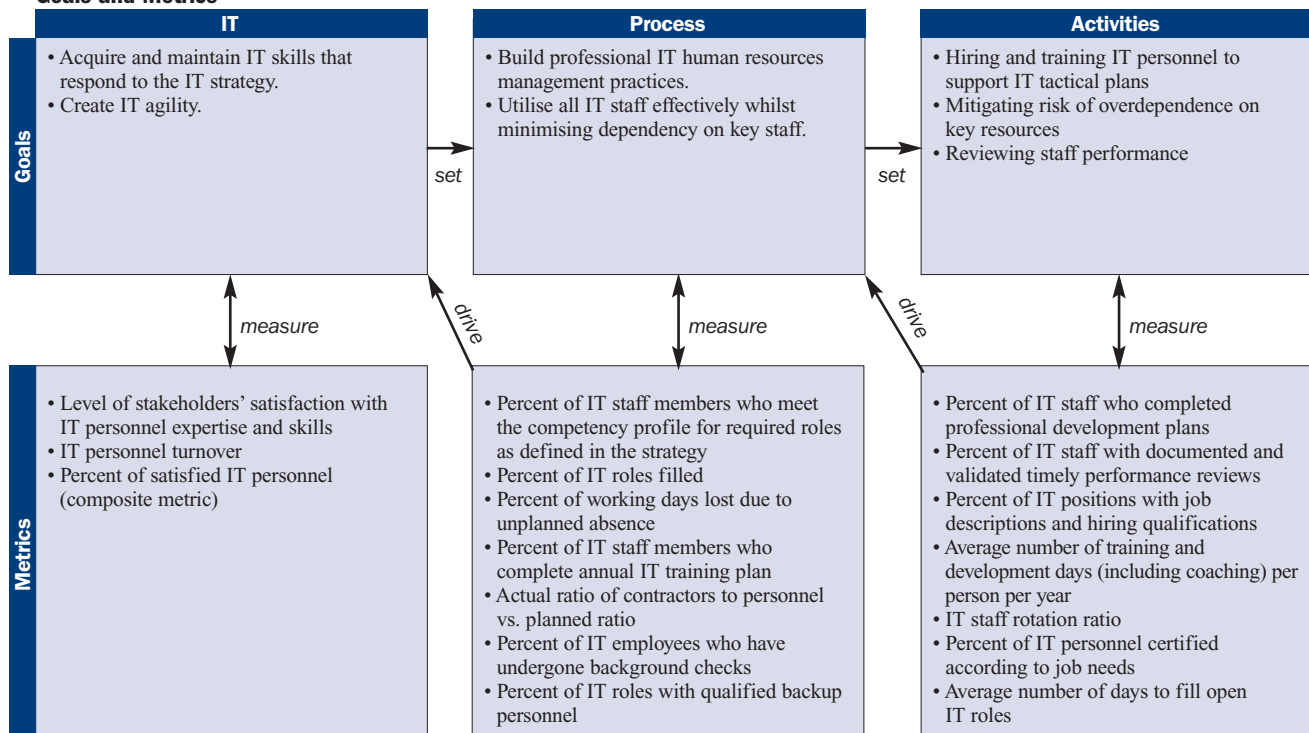 Goals and Metrics
IT
Process
Activities
Goals
• Acquire and maintain IT skills that
respond to the IT strategy.
• Create IT agility.
set
• Build professional IT human resources
management practices.
• Utilise all IT staff effectively whilst
minimising dependency on key staff.
set
• Hiring and training IT personnel to
support IT tactical plans
• Mitigating risk of overdependence on
key resources
• Reviewing staff performance
measure
drive
measure
drive
measure
Metrics
• Level of stakeholders’ satisfaction with
IT personnel expertise and skills
• IT personnel turnover
• Percent of satisfied IT personnel
(composite metric)
• Percent of IT staff members who meet
the competency profile for required roles
as defined in the strategy
• Percent of IT roles filled
• Percent of working days lost due to
unplanned absence
• Percent of IT staff members who
complete annual IT training plan
• Actual ratio of contractors to personnel
vs. planned ratio
• Percent of IT employees who have
undergone background checks
• Percent of IT roles with qualified backup
personnel
• Percent of IT staff who completed
professional development plans
• Percent of IT staff with documented and
validated timely performance reviews
• Percent of IT positions with job
descriptions and hiring qualifications
• Average number of training and
development days (including coaching) per
person per year
• IT staff rotation ratio
• Percent of IT personnel certified
according to job needs
• Average number of days to fill open
IT roles